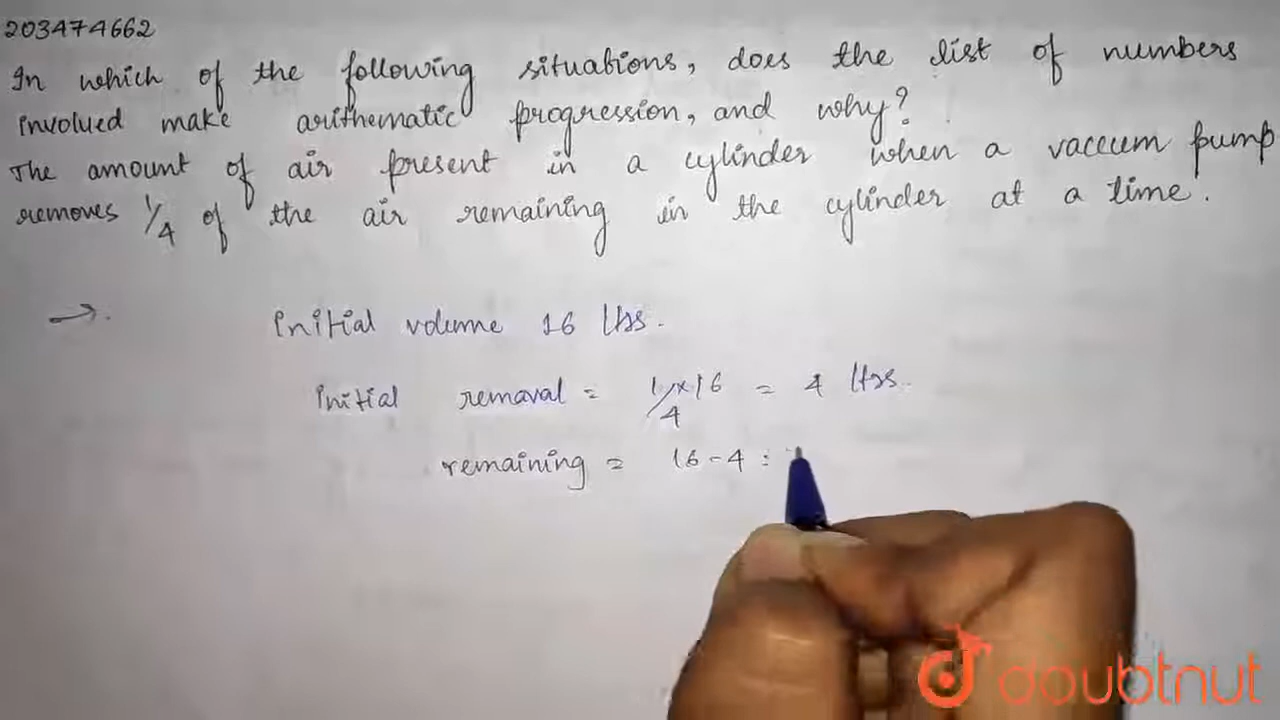 203474662
In which of the following situations, does the list of numbers
involved make arithematic progression, and why?
The amount of air present in a cylinder when a vaccum pump
removes 1/4 of the air remaining in the cylinder at a time.
→. initial volume 16 ltrs.
initial removal = 1/4 × 16 = 4 ltrs.
remaining = 16 - 4 =
doubtnut